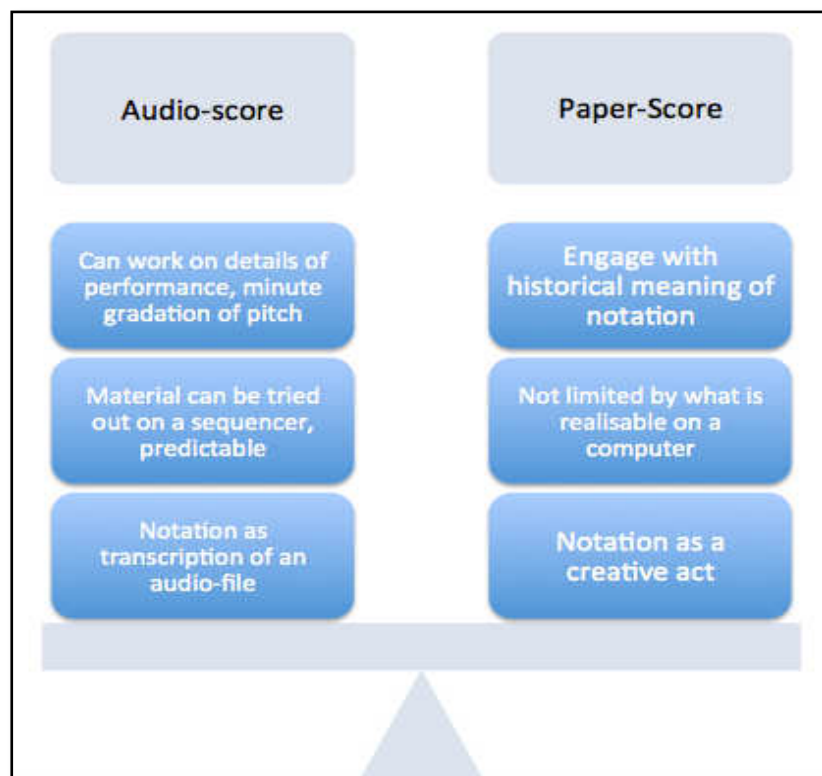 Audio-score
Can work on details of
performance, minute
gradation of pitch
Material can be tried
out on a sequencer,
predictable
Notation as
transcription of an
audio-file
Paper-Score
Engage with
historical meaning of
notation
Not limited by what is
realisable on a
computer
Notation as a
creative act